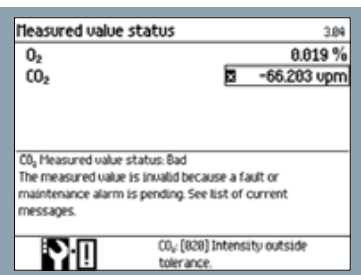 Measured value status 3.04
O₂ 0.019 %
CO₂ -66.203 vpm
CO₂ Measured value status: Bad
The measured value is invalid because a fault or
maintenance alarm is pending. See list of current
messages.
CO₂: [020] Intensity outside
tolerance.